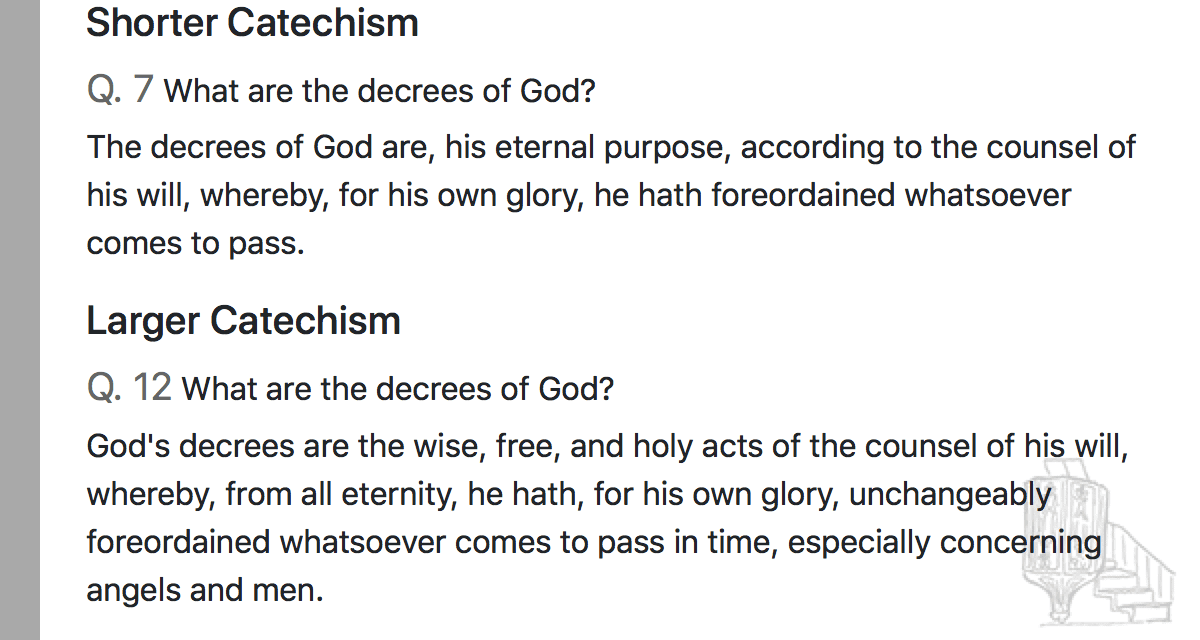 Shorter Catechism
Q. 7 What are the decrees of God?
The decrees of God are, his eternal purpose, according to the counsel of
his will, whereby, for his own glory, he hath foreordained whatsoever
comes to pass.
Larger Catechism
Q. 12 What are the decrees of God?
God's decrees are the wise, free, and holy acts of the counsel of his will,
whereby, from all eternity, he hath, for his own glory, unchangeably
foreordained whatsoever comes to pass in time, especially concerning
angels and men.